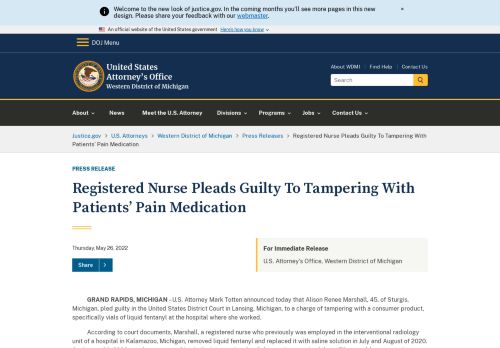 Welcome to the new look of justice.gov. In the coming months you'll see more pages in this new
design. Please share your feedback with our webmaster.
×
An official website of the United States government Here's how you know
DOJ Menu
United States
Attorney's Office
Western District of Michigan
About WDMI Find Help Contact Us
Search
About News Meet the U.S. Attorney Divisions Programs Jobs Contact Us
Justice.gov > U.S. Attorneys > Western District of Michigan > Press Releases > Registered Nurse Pleads Guilty To Tampering With
Patients' Pain Medication
PRESS RELEASE
Registered Nurse Pleads Guilty To Tampering With
Patients' Pain Medication
Thursday, May 26, 2022
Share >
For Immediate Release
U.S. Attorney's Office, Western District of Michigan
GRAND RAPIDS, MICHIGAN – U.S. Attorney Mark Totten announced today that Alison Renee Marshall, 45, of Sturgis,
Michigan, pled guilty in the United States District Court in Lansing, Michigan, to a charge of tampering with a consumer product,
specifically vials of liquid fentanyl at the hospital where she worked.
According to court documents, Marshall, a registered nurse who previously was employed in the interventional radiology
unit of a hospital in Kalamazoo, Michigan, removed liquid fentanyl and replaced it with saline solution in July and August of 2020.